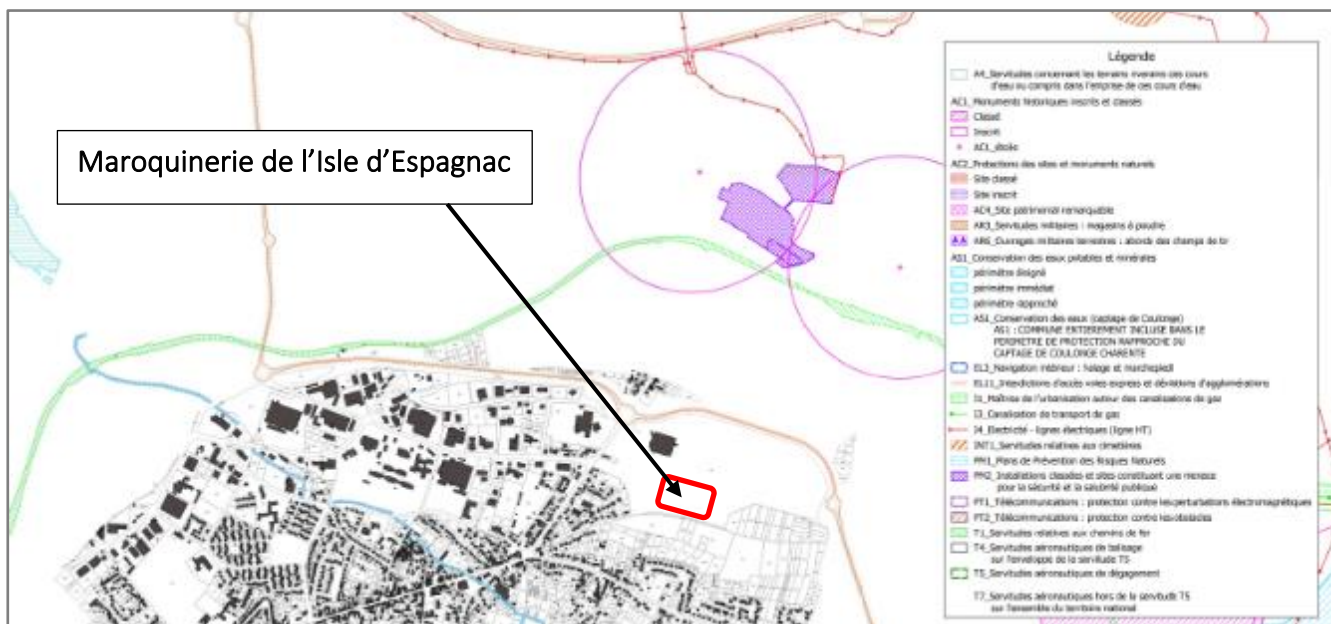 Maroquinerie de l'Isle d'Espagnac
Légende
A4_Servitudes concernant les terrains riverains des cours
d'eau ou compris dans l'emprise de ces cours d'eau
AC1_Monuments historiques inscrits et classés
Classé
Inscrit
AC1_étoile
AC2_Protections des sites et monuments naturels
Site classé
Site inscrit
AC4_Site patrimonial remarquable
AR3_Servitudes militaires : magasins à poudre
AR6_Ouvrages militaires terrestres : abords des champs de tir
AS1_Conservation des eaux potables et minérales
périmètre éloigné
périmètre immédiat
périmètre rapproché
AS1_Conservation des eaux (captage de Coulonge)
AS1 : COMMUNE ENTIEREMENT INCLUSE DANS LE
PERIMETRE DE PROTECTION RAPPROCHE DU
CAPTAGE DE COULONGE CHARENTE
EL3_Navigation intérieur : halage et marchepied
EL11_Interdictions d'accès voies express et déviations d'agglomérations
I1_Maîtrise de l'urbanisation autour des canalisations de gaz
I3_Canalisation de transport de gaz
I4_Electricité - lignes électriques (ligne HT)
INT1_Servitudes relatives aux cimetières
PM1_Plans de Prévention des Risques Naturels
PM2_Installations classées et sites constituant une menace
pour la sécurité et la salubrité publique
PT1_Télécommunications : protection contre les perturbations électromagnétiques
PT2_Télécommunications : protection contre les obstacles
T1_Servitudes relatives aux chemins de fer
T4_Servitudes aéronautiques de balisage
sur l'enveloppe de la servitude T5
T5_Servitudes aéronautiques de dégagement
T7_Servitudes aéronautiques hors de la servitude T5
sur l'ensemble du territoire national